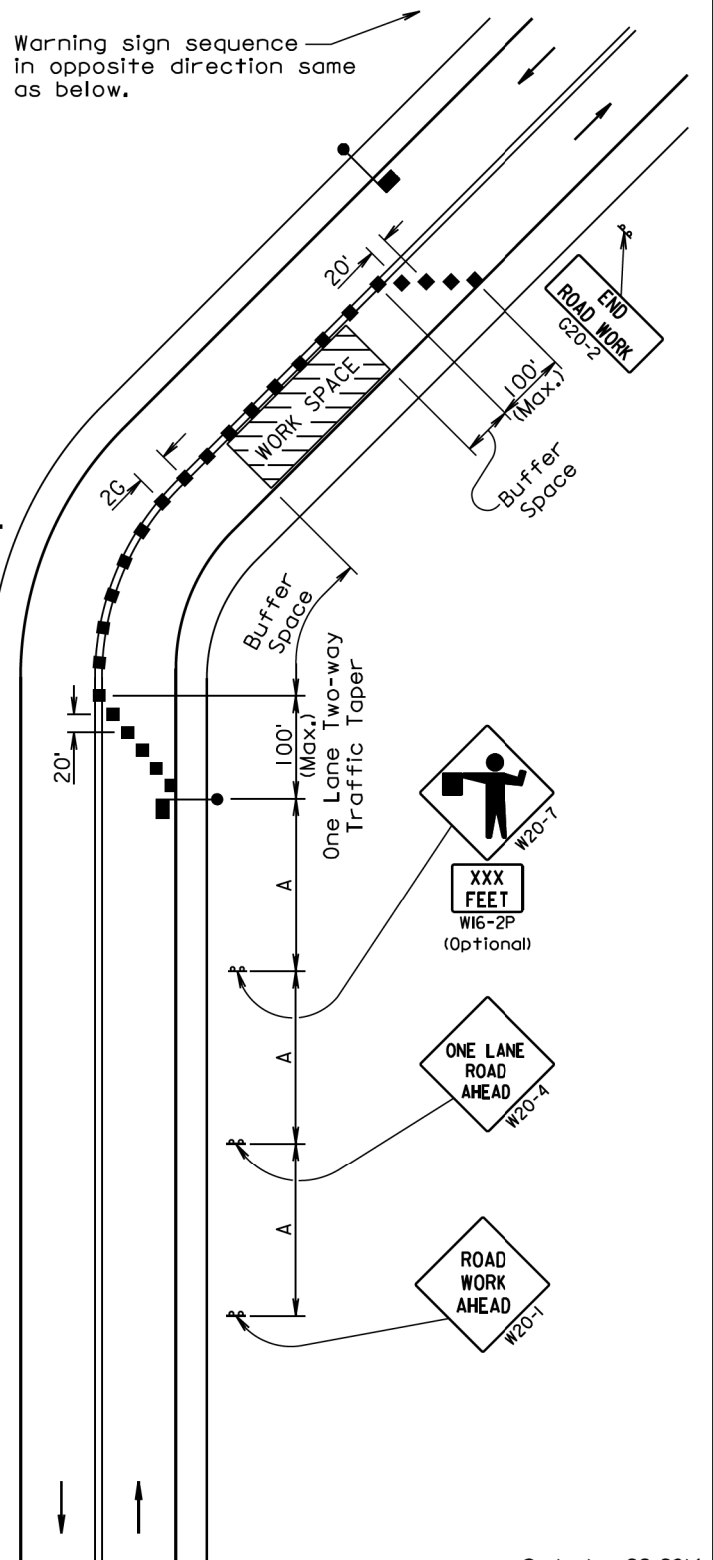 Warning sign sequence
in opposite direction same
as below.
20'
END
ROAD WORK
G20-2
100'
(Max.)
WORK SPACE
Buffer
Space
2G
Buffer
Space
100'
(Max.)
One Lane Two-way
Traffic Taper
20'
W20-7
XXX
FEET
W16-2P
(Optional)
A
A
ONE LANE
ROAD
AHEAD
W20-4
A
ROAD
WORK
AHEAD
W20-1